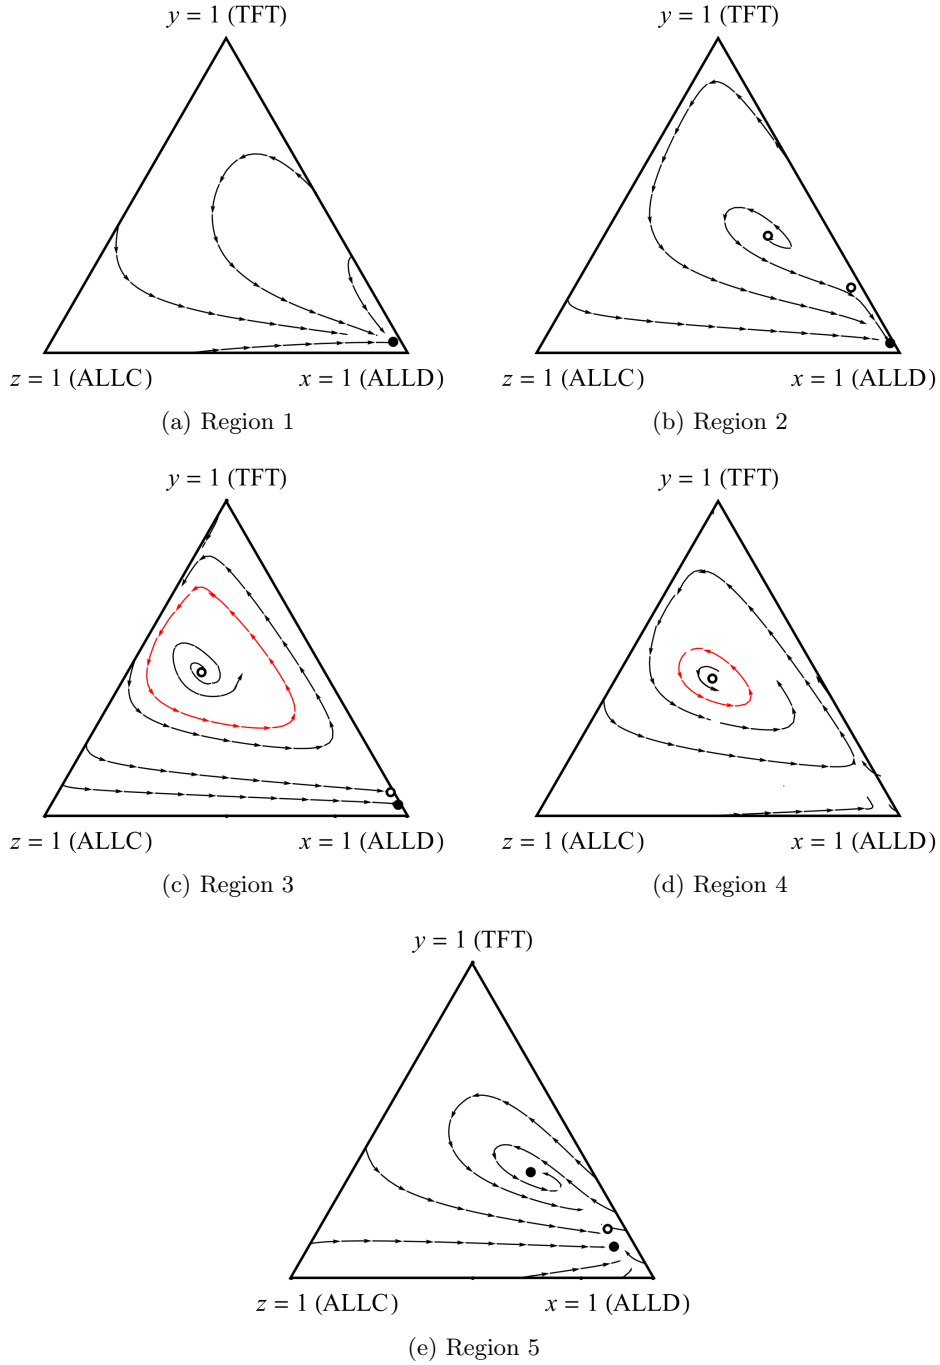 y = 1 (TFT) y = 1 (TFT)
z = 1 (ALLC) x = 1 (ALLD) z = 1 (ALLC) x = 1 (ALLD)
(a) Region 1 (b) Region 2
y = 1 (TFT) y = 1 (TFT)
z = 1 (ALLC) x = 1 (ALLD) z = 1 (ALLC) x = 1 (ALLD)
(c) Region 3 (d) Region 4
y = 1 (TFT)
z = 1 (ALLC) x = 1 (ALLD)
(e) Region 5